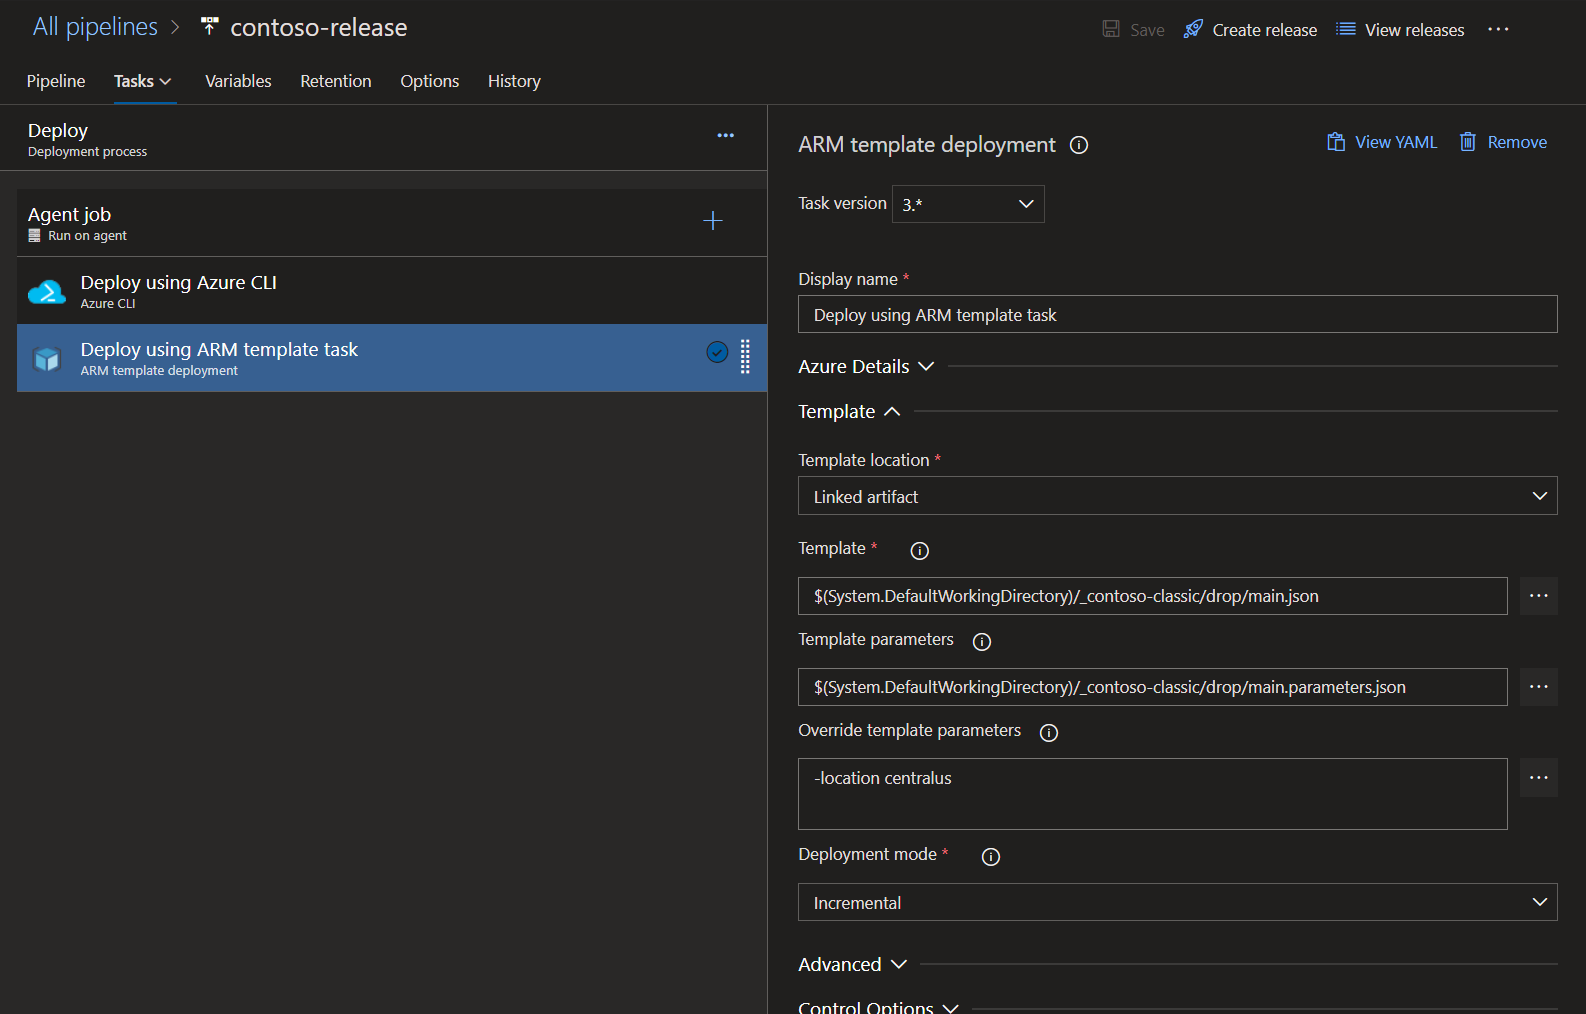 All pipelines > contoso-release
Save Create release View releases ...
Pipeline Tasks Variables Retention Options History
Deploy
Deployment process
Agent job
Run on agent
Deploy using Azure CLI
Azure CLI
Deploy using ARM template task
ARM template deployment
ARM template deployment
View YAML Remove
Task version 3.*
Display name *
Deploy using ARM template task
Azure Details
Template
Template location *
Linked artifact
Template *
$(System.DefaultWorkingDirectory)/_contoso-classic/drop/main.json
Template parameters
$(System.DefaultWorkingDirectory)/_contoso-classic/drop/main.parameters.json
Override template parameters
-location centralus
Deployment mode *
Incremental
Advanced
Control Options